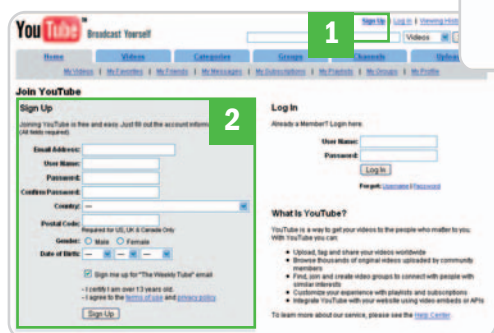 You Tube Broadcast Yourself
Sign Up | Log In | Viewing Hist
Videos
1
Home Videos Categories Groups Channels Upload
My Videos | My Favorites | My Friends | My Messages | My Subscriptions | My Playlists | My Groups | My Profile
Join YouTube
Sign Up
2
Joining YouTube is free and easy. Just fill out the account inform
(All fields required).
Email Address:
User Name:
Password:
Confirm Password:
Country: ---
Postal Code:
Required for US, UK & Canada Only
Gender: Male Female
Date of Birth: --- --- ---
Sign me up for "The Weekly Tube" email
- I certify I am over 13 years old.
- I agree to the terms of use and privacy policy.
Sign Up
Log In
Already a Member? Login here.
User Name:
Password:
Log In
Forgot: Username | Password
What Is YouTube?
YouTube is a way to get your videos to the people who matter to you.
With YouTube you can:
• Upload, tag and share your videos worldwide
• Browse thousands of original videos uploaded by community
members
• Find, join and create video groups to connect with people with
similar interests
• Customize your experience with playlists and subscriptions
• Integrate YouTube with your website using video embeds or APIs
To learn more about our service, please see the Help Center.